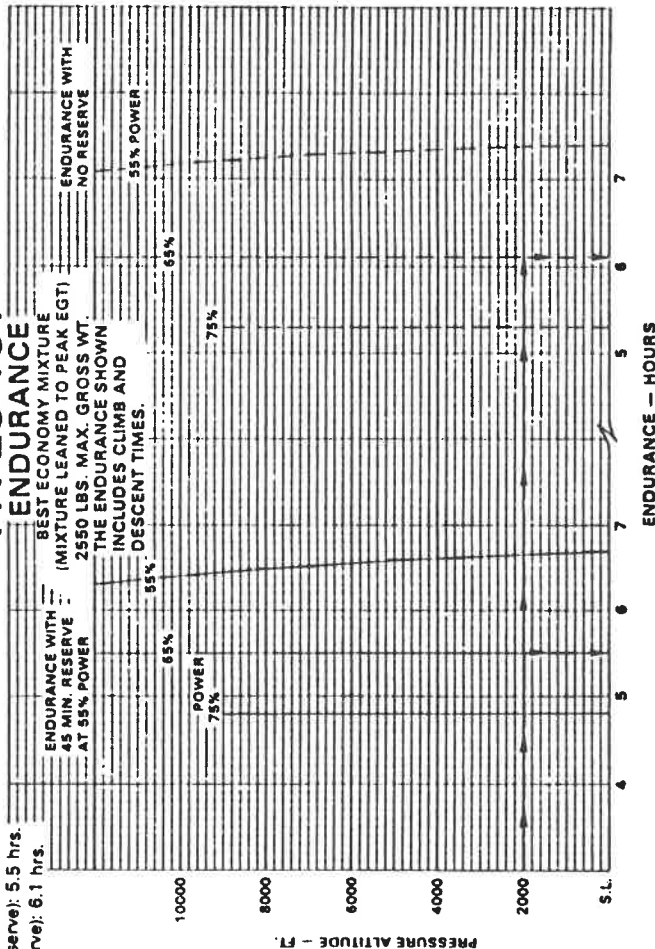 serve): 5.5 hrs.
rve): 6.1 hrs.
ENDURANCE
BEST ECONOMY MIXTURE
(MIXTURE LEANED TO PEAK EGT)
2550 LBS. MAX. GROSS WT.
THE ENDURANCE SHOWN
INCLUDES CLIMB AND
DESCENT TIMES.
ENDURANCE WITH
45 MIN. RESERVE
AT 55% POWER
ENDURANCE WITH
NO RESERVE
55% POWER
65%
75%
55%
65%
POWER
75%
PRESSURE ALTITUDE – FT.
10000
8000
6000
4000
2000
S.L.
4
5
6
7
5
6
7
ENDURANCE – HOURS